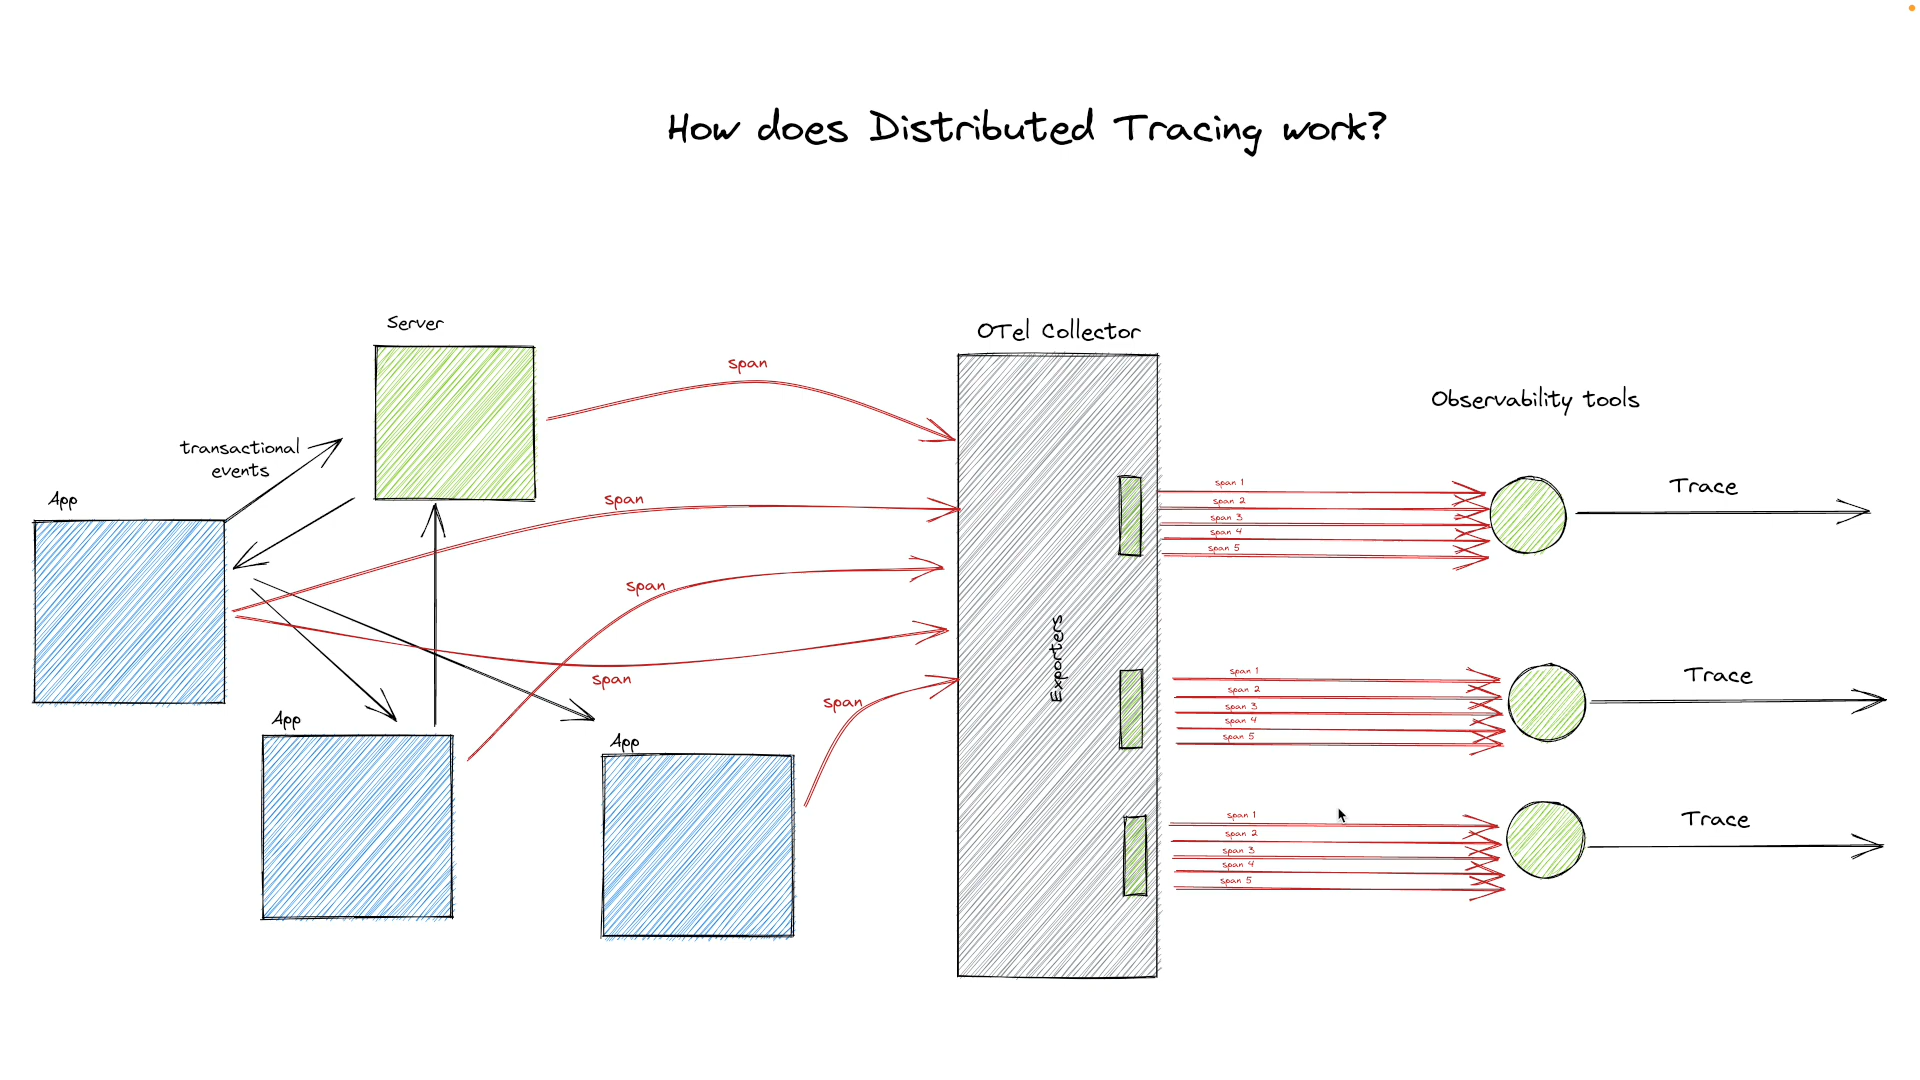 How does Distributed Tracing work?
Server
OTel Collector
span
Observability tools
transactional
events
App
span
span
span
span
App
App
Exporters
span 1
span 2
span 3
span 4
span 5
Trace
span 1
span 2
span 3
span 4
span 5
Trace
span 1
span 2
span 3
span 4
span 5
Trace